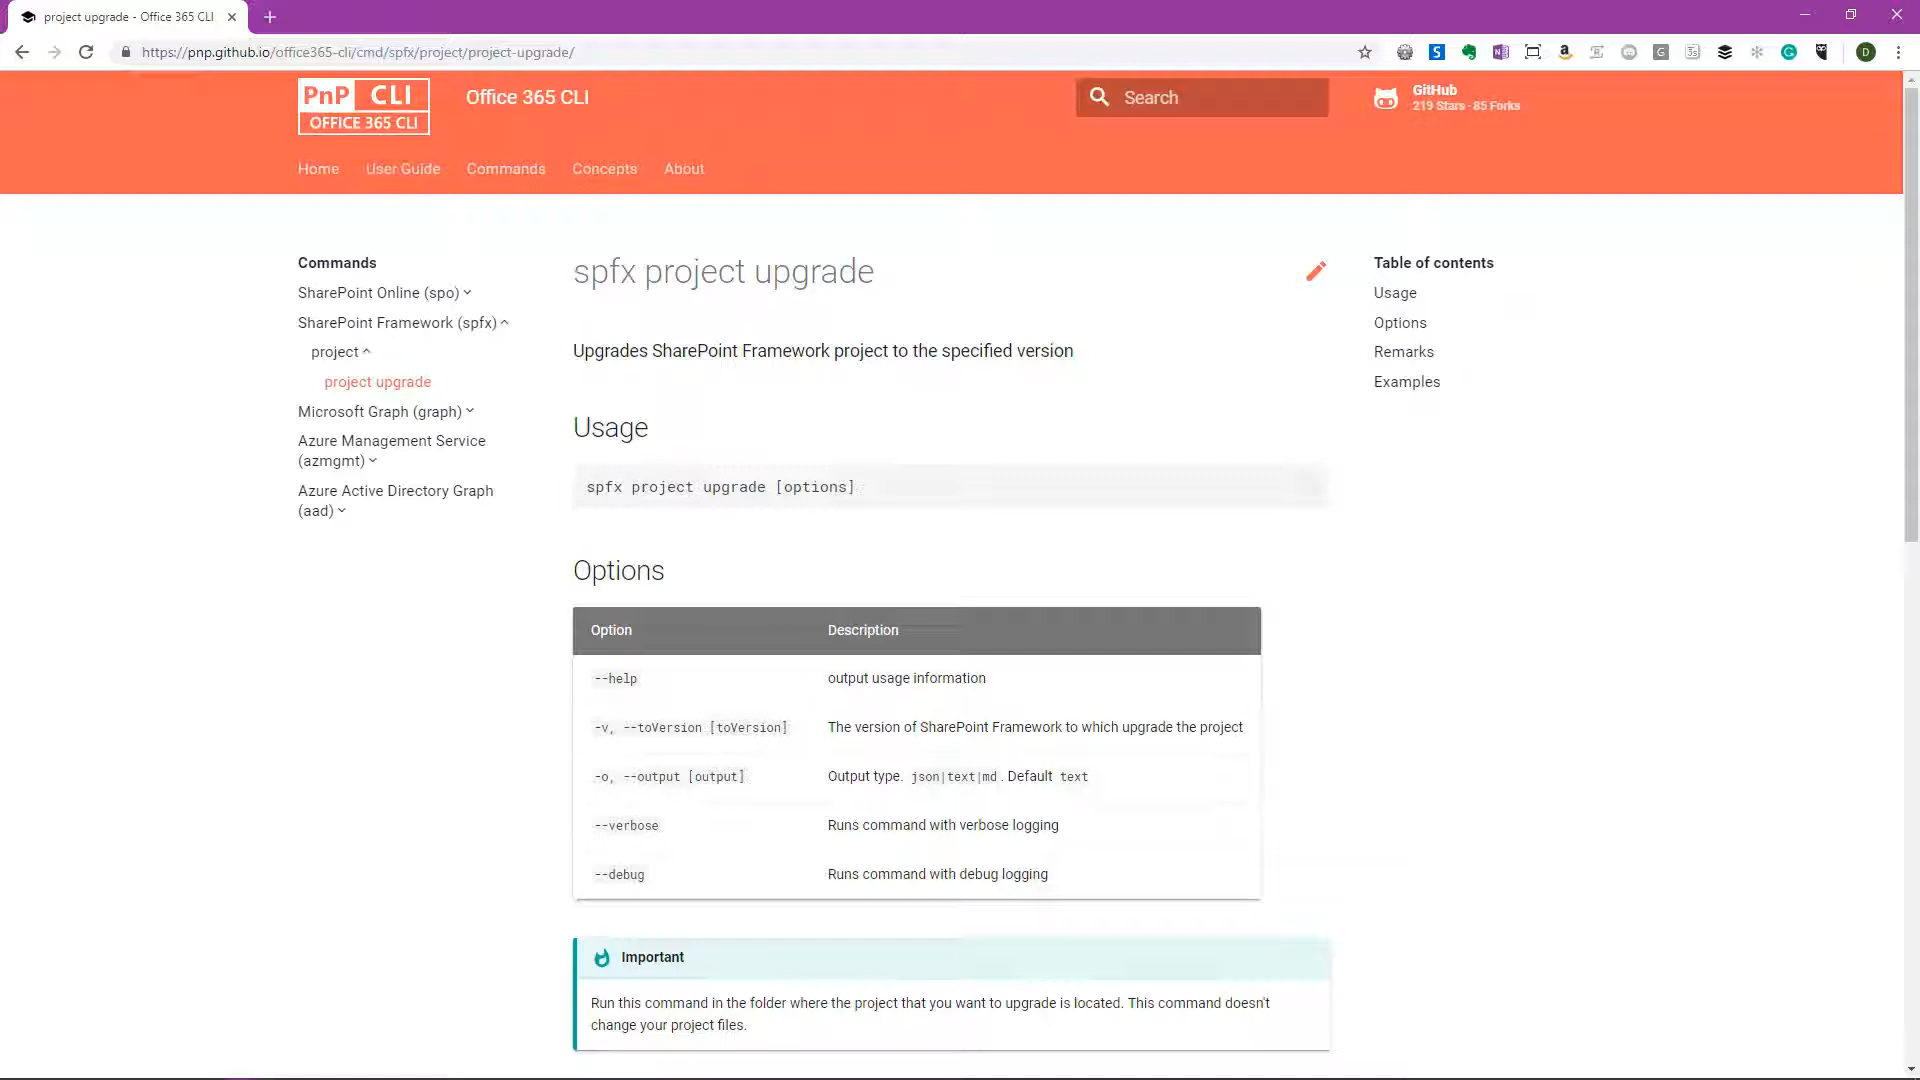 project upgrade - Office 365 CLI
https://pnp.github.io/office365-cli/cmd/spfx/project/project-upgrade/
D
PnP CLI
OFFICE 365 CLI
Office 365 CLI
Search
GitHub
219 Stars · 85 Forks
Home User Guide Commands Concepts About
Commands
SharePoint Online (spo)
SharePoint Framework (spfx)
project
project upgrade
Microsoft Graph (graph)
Azure Management Service
(azmgmt)
Azure Active Directory Graph
(aad)
spfx project upgrade
Upgrades SharePoint Framework project to the specified version
Usage
spfx project upgrade [options]
Options
Option Description
--help output usage information
-v, --toVersion [toVersion] The version of SharePoint Framework to which upgrade the project
-o, --output [output] Output type. json|text|md. Default text
--verbose Runs command with verbose logging
--debug Runs command with debug logging
Important
Run this command in the folder where the project that you want to upgrade is located. This command doesn't
change your project files.
Table of contents
Usage
Options
Remarks
Examples